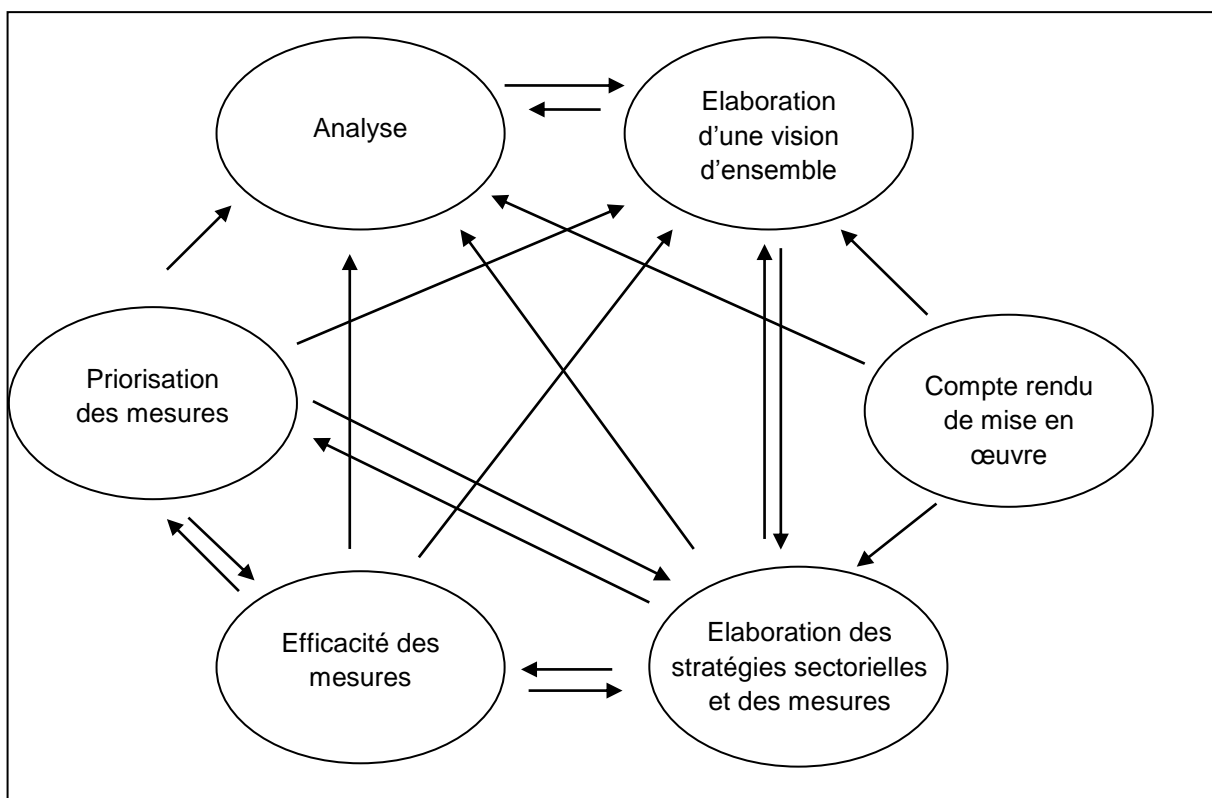 Analyse
Elaboration
d’une vision
d’ensemble
Priorisation
des mesures
Compte rendu
de mise en
œuvre
Efficacité des
mesures
Elaboration des
stratégies sectorielles
et des mesures